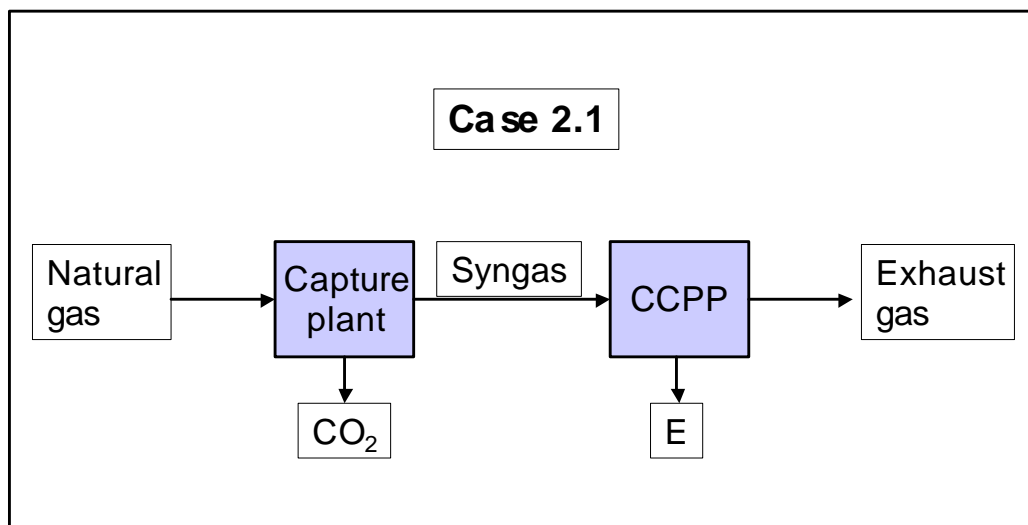 Case 2.1
Natural
gas
Capture
plant
Syngas
CCPP
Exhaust
gas
CO₂
E